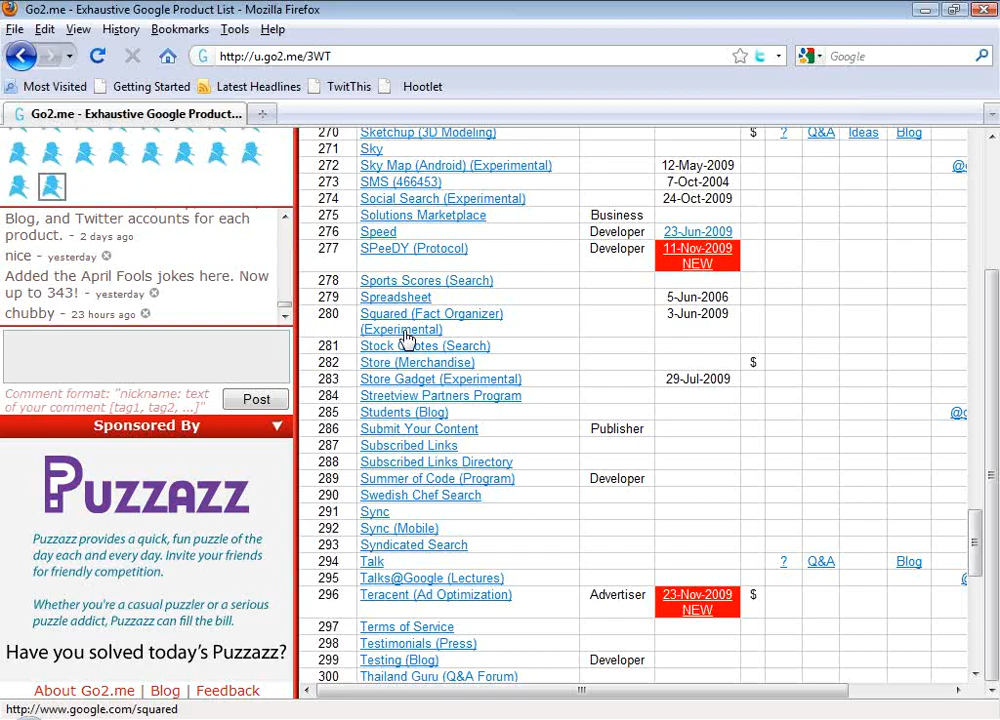 Go2.me - Exhaustive Google Product List - Mozilla Firefox
File Edit View History Bookmarks Tools Help
G http://u.go2.me/3WT
Google
Most Visited Getting Started Latest Headlines TwitThis Hootlet
G Go2.me - Exhaustive Google Product...
Blog, and Twitter accounts for each
product. - 2 days ago
nice - yesterday
Added the April Fools jokes here. Now
up to 343! - yesterday
chubby - 23 hours ago
Comment format: "nickname: text
of your comment [tag1, tag2, ...]"
Post
Sponsored By
PUZZAZZ
Puzzazz provides a quick, fun puzzle of the
day each and every day. Invite your friends
for friendly competition.
Whether you're a casual puzzler or a serious
puzzle addict, Puzzazz can fill the bill.
Have you solved today's Puzzazz?
About Go2.me | Blog | Feedback
270 Sketchup (3D Modeling) $ ? Q&A Ideas Blog
271 Sky
272 Sky Map (Android) (Experimental) 12-May-2009
273 SMS (466453) 7-Oct-2004
274 Social Search (Experimental) 24-Oct-2009
275 Solutions Marketplace Business
276 Speed Developer 23-Jun-2009
277 SPeeDY (Protocol) Developer 11-Nov-2009
NEW
278 Sports Scores (Search)
279 Spreadsheet 5-Jun-2006
280 Squared (Fact Organizer) 3-Jun-2009
(Experimental)
281 Stock Quotes (Search)
282 Store (Merchandise) $
283 Store Gadget (Experimental) 29-Jul-2009
284 Streetview Partners Program
285 Students (Blog)
286 Submit Your Content Publisher
287 Subscribed Links
288 Subscribed Links Directory
289 Summer of Code (Program) Developer
290 Swedish Chef Search
291 Sync
292 Sync (Mobile)
293 Syndicated Search
294 Talk ? Q&A Blog
295 Talks@Google (Lectures)
296 Teracent (Ad Optimization) Advertiser 23-Nov-2009 $
NEW
297 Terms of Service
298 Testimonials (Press)
299 Testing (Blog) Developer
300 Thailand Guru (Q&A Forum)
http://www.google.com/squared